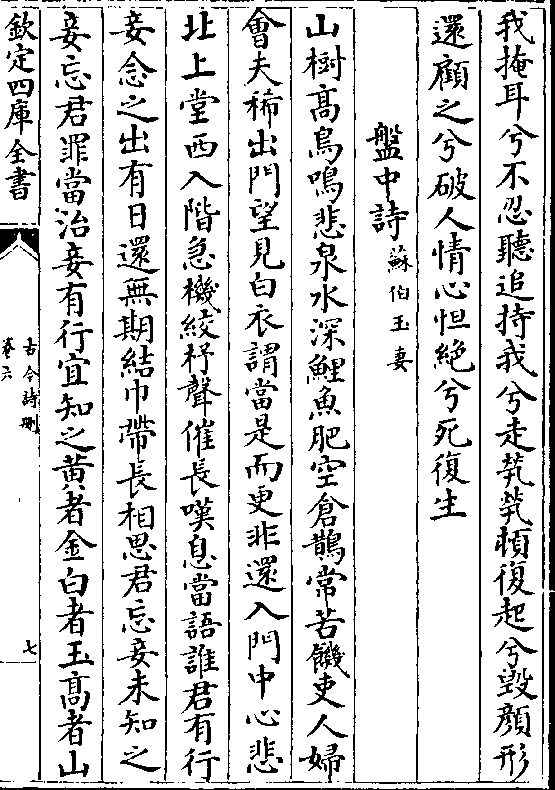 我掩耳兮不忍聽追持我兮走煢煢頓復起兮毀顏形
還顧之兮破人情心怛絶兮死復生
盤中詩蘇伯玉妻
山樹髙鳥鳴悲泉水深鯉魚肥空倉鵲常苦饑吏人婦
會夫稀出門望見白衣謂當是而更非還入門中心悲
北上堂西入階急機絞杼聲催長嘆息當語誰君有行
妾念之出有日還無期結巾帶長相思君忘妾未知之
妾忘君罪當治妾有行宜知之黄者金白者玉髙者山
欽定四庫全書
古今詩刪
卷六
七